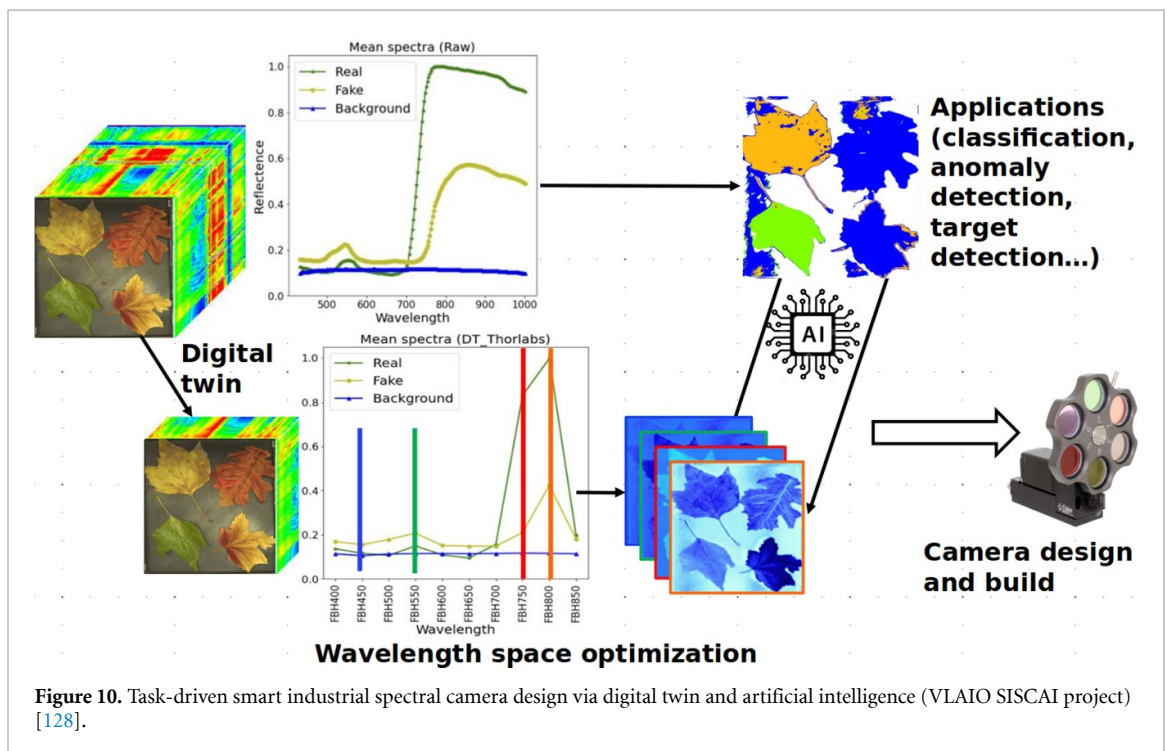 Mean spectra (Raw)
1.0
0.8
0.6
0.4
0.2
0.0
Reflectence
Real
Fake
Background
500 600 700 800 900 1000
Wavelength
Applications
(classification,
anomaly
detection,
target
detection...)
AI
Digital
twin
Mean spectra (DT_Thorlabs)
1.0
0.8
0.6
0.4
0.2
0.0
Real
Fake
Background
FBH400
FBH450
FBH500
FBH550
FBH600
FBH650
FBH700
FBH750
FBH800
FBH850
Wavelength
Wavelength space optimization
Camera design
and build
Figure 10. Task-driven smart industrial spectral camera design via digital twin and artificial intelligence (VLAIO SISCAI project)
[128].